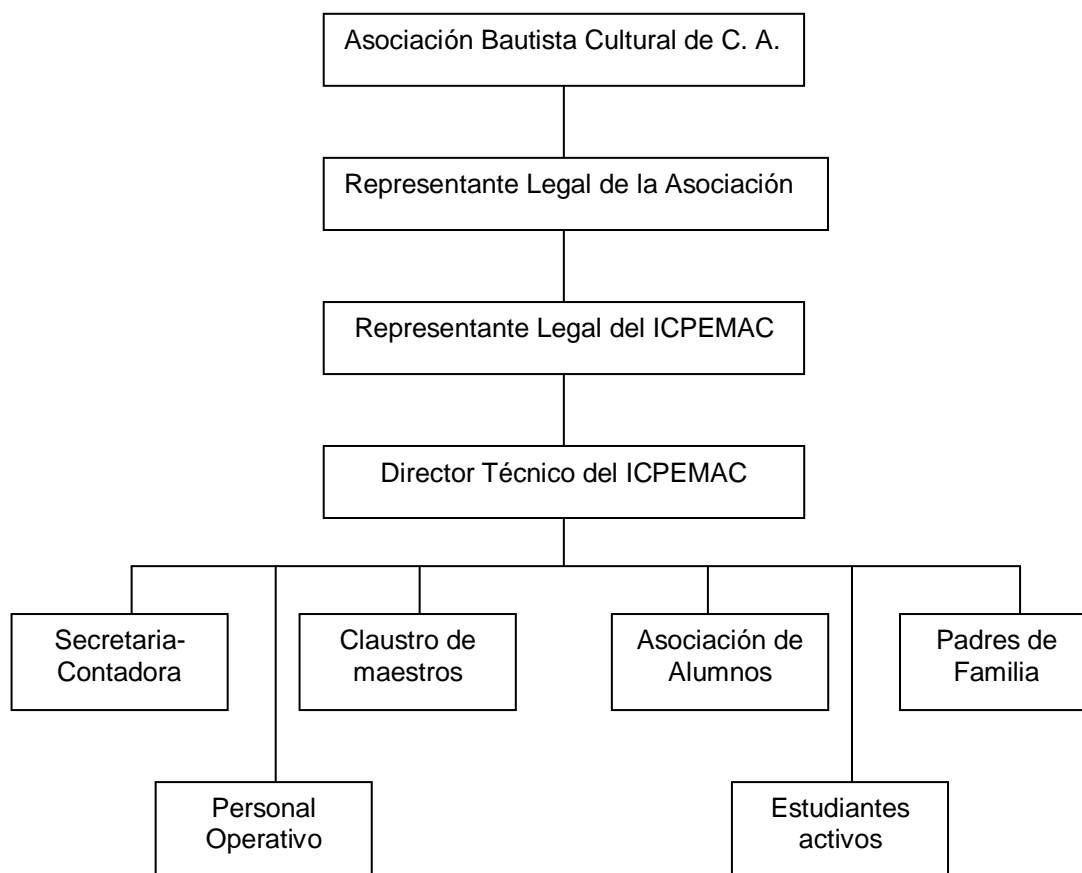 Asociación Bautista Cultural de C. A.
Representante Legal de la Asociación
Representante Legal del ICPEMAC
Director Técnico del ICPEMAC
Secretaria-
Contadora
Claustro de
maestros
Asociación de
Alumnos
Padres de
Familia
Personal
Operativo
Estudiantes
activos